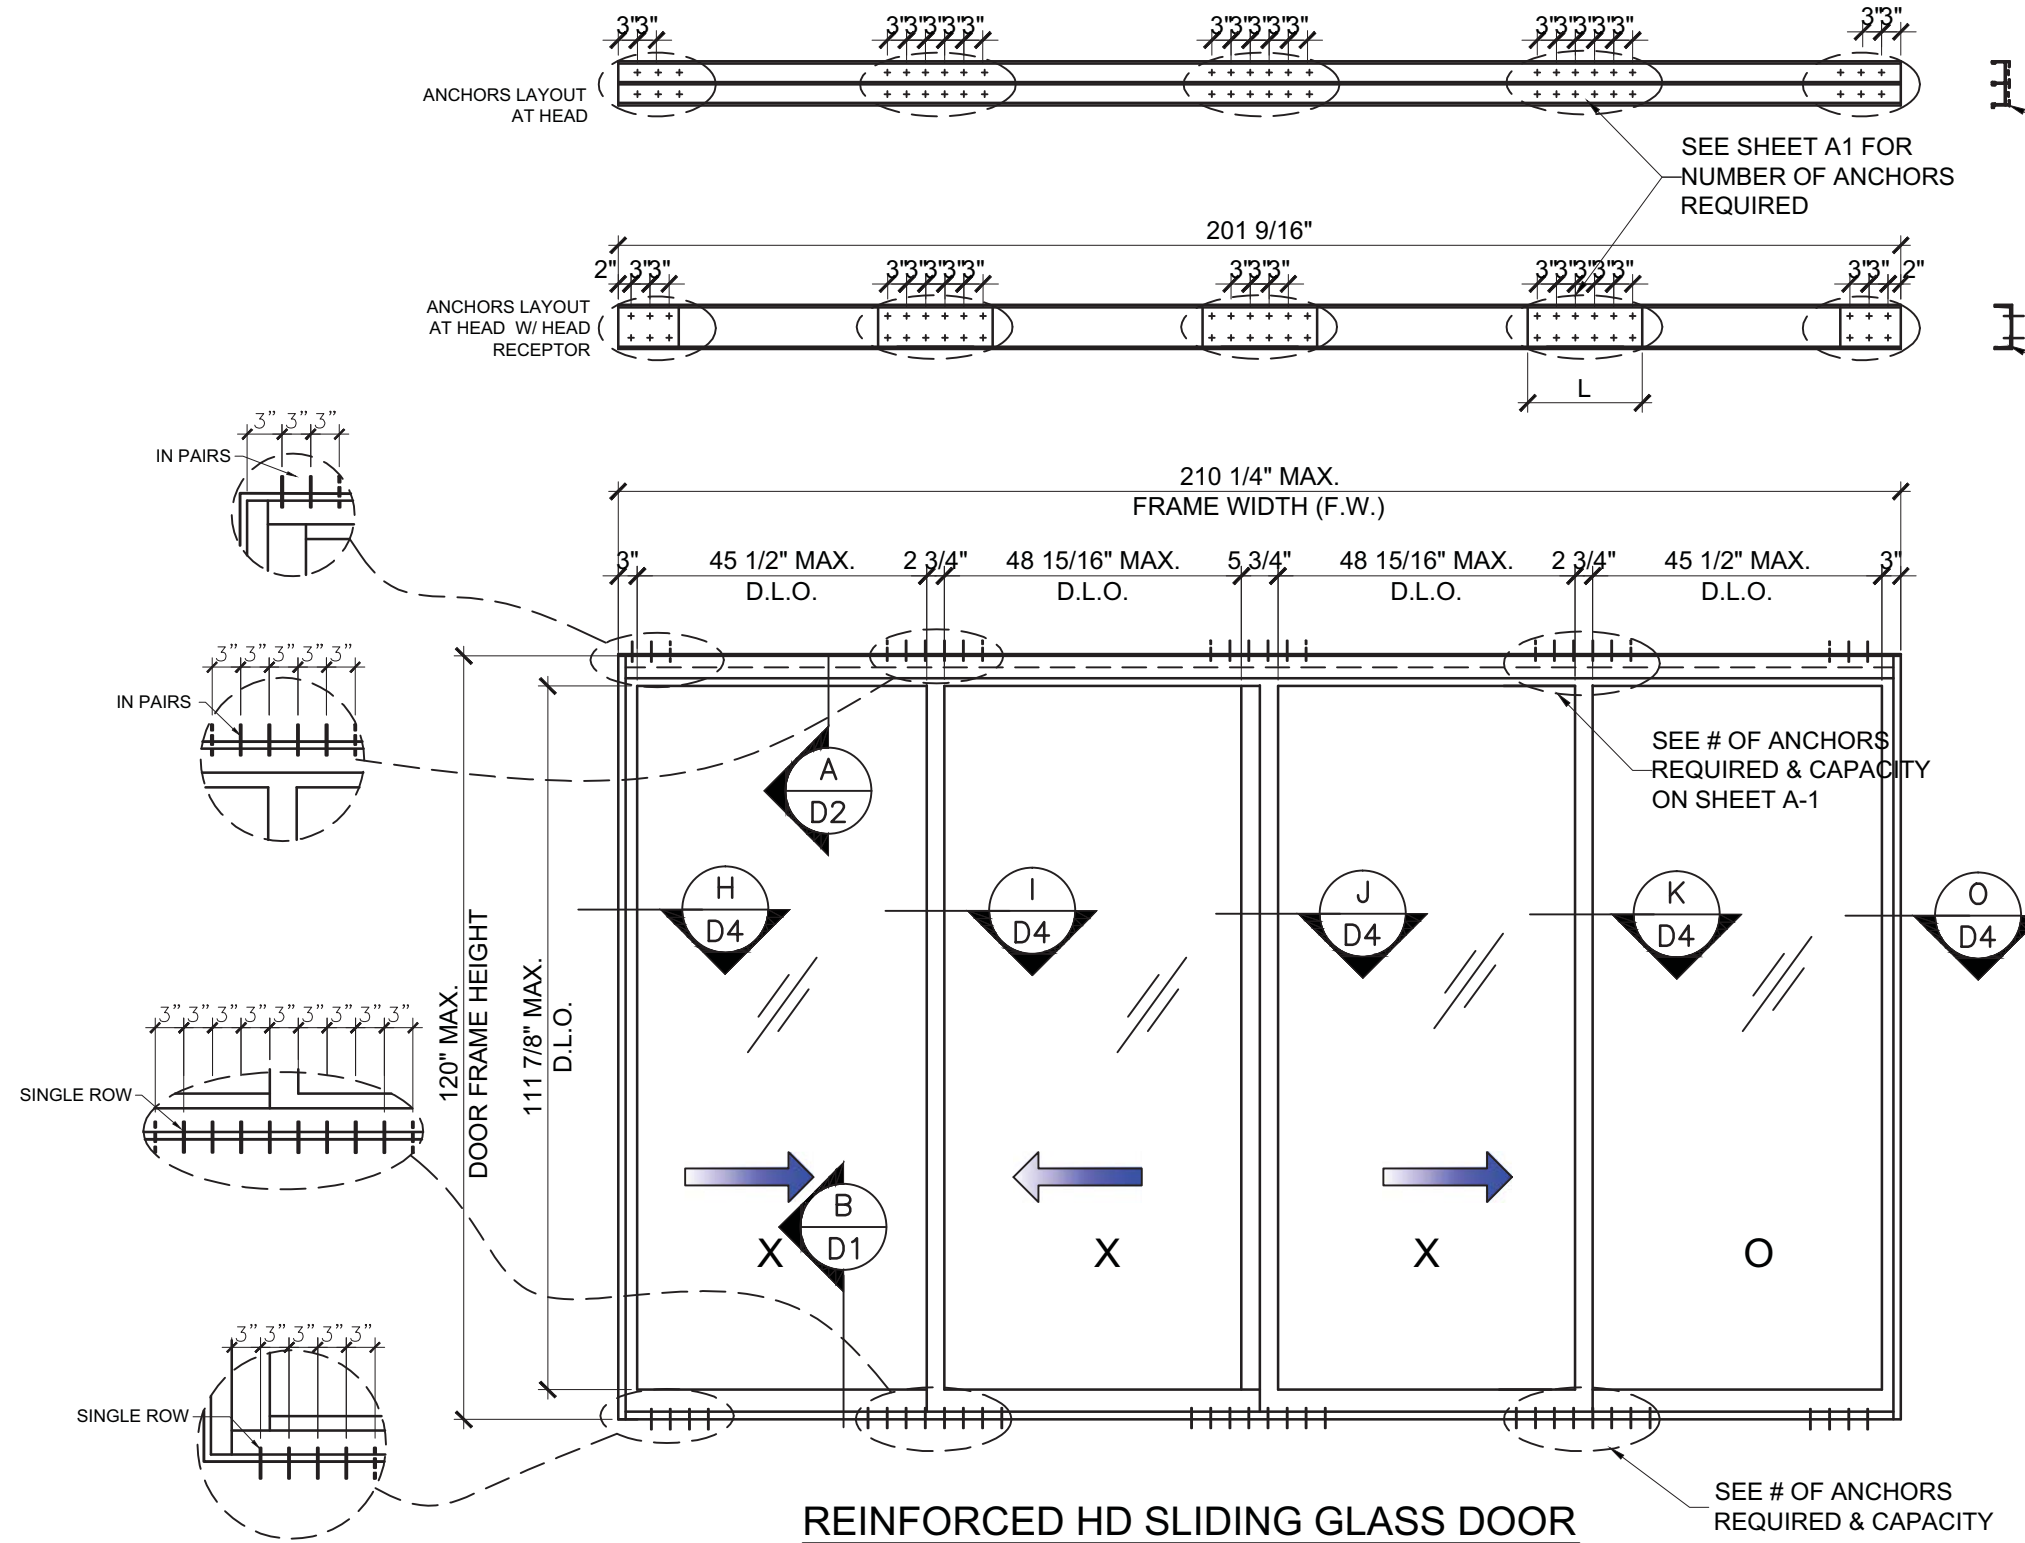 3"3"
3"3"3"3"3"
3"3"3"3"3"
3"3"3"3"3"
3"3"
ANCHORS LAYOUT
AT HEAD
SEE SHEET A1 FOR
NUMBER OF ANCHORS
REQUIRED
201 9/16"
2" 3"3"
3"3"3"3"3"
3"3"3"
3"3"3"3"3"
3"3" 2"
ANCHORS LAYOUT
AT HEAD W/ HEAD
RECEPTOR
L
3" 3" 3"
IN PAIRS
210 1/4" MAX.
FRAME WIDTH (F.W.)
3" 45 1/2" MAX. 2 3/4" 48 15/16" MAX. 5 3/4" 48 15/16" MAX. 2 3/4" 45 1/2" MAX. 3"
D.L.O. D.L.O. D.L.O. D.L.O.
3" 3" 3" 3" 3"
IN PAIRS
SEE # OF ANCHORS
REQUIRED & CAPACITY
ON SHEET A-1
A
D2
H
D4
I
D4
J
D4
K
D4
O
D4
120" MAX.
DOOR FRAME HEIGHT
111 7/8" MAX.
D.L.O.
3" 3" 3" 3" 3" 3" 3" 3" 3"
SINGLE ROW
B
D1
X X X O
3" 3" 3" 3" 3"
SINGLE ROW
SEE # OF ANCHORS
REQUIRED & CAPACITY
REINFORCED HD SLIDING GLASS DOOR